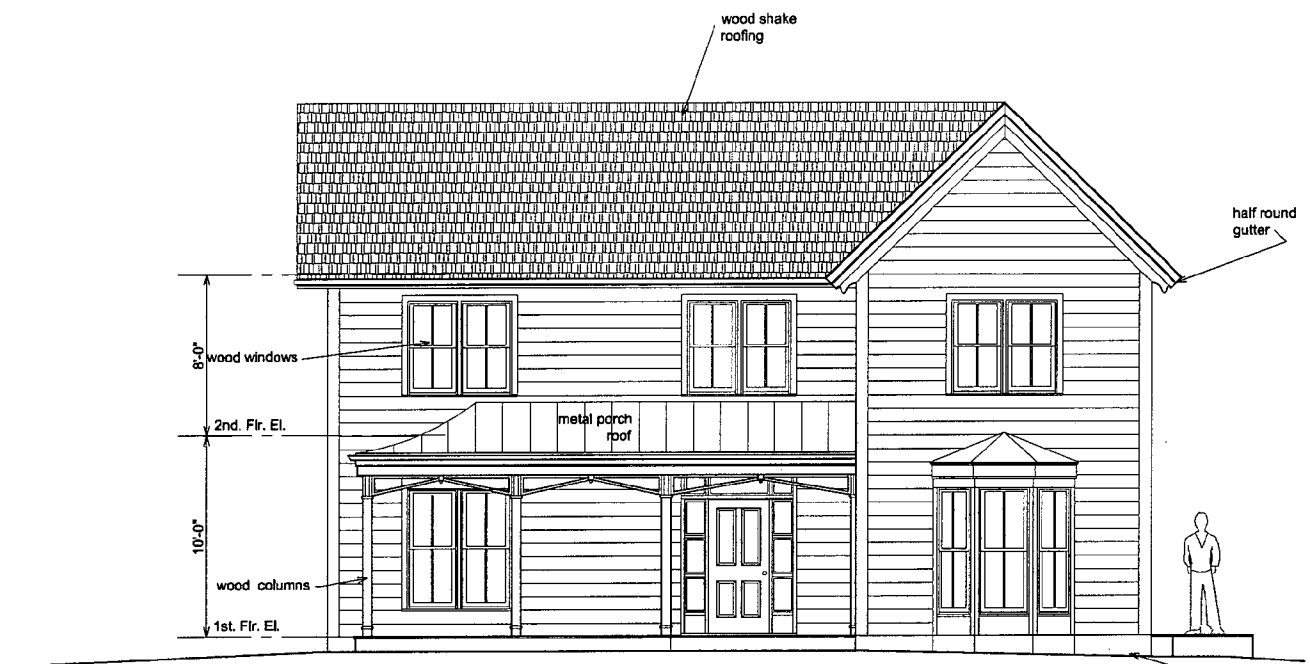 wood shake
roofing
half round
gutter
8'-0"
wood windows
2nd. Flr. El.
metal porch
roof
10'-0"
wood columns
1st. Flr. El.